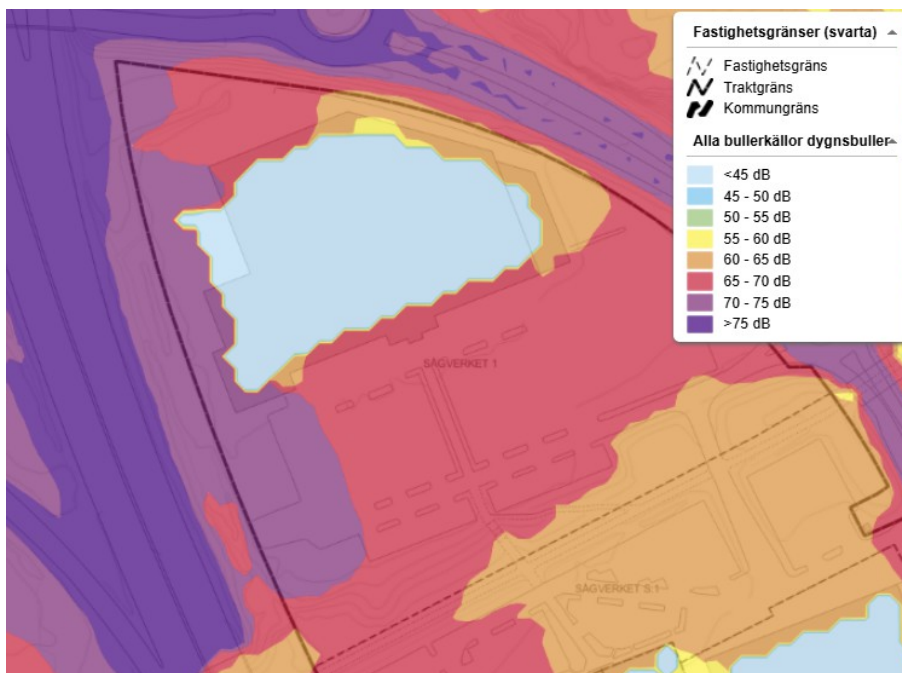 Fastighetsgränser (svarta)
Fastighetsgräns
Traktgräns
Kommungräns
Alla bullerkällor dygnsbuller
<45 dB
45 - 50 dB
50 - 55 dB
55 - 60 dB
60 - 65 dB
65 - 70 dB
70 - 75 dB
>75 dB
SÅGVERKET 1
SÅGVERKET S:1